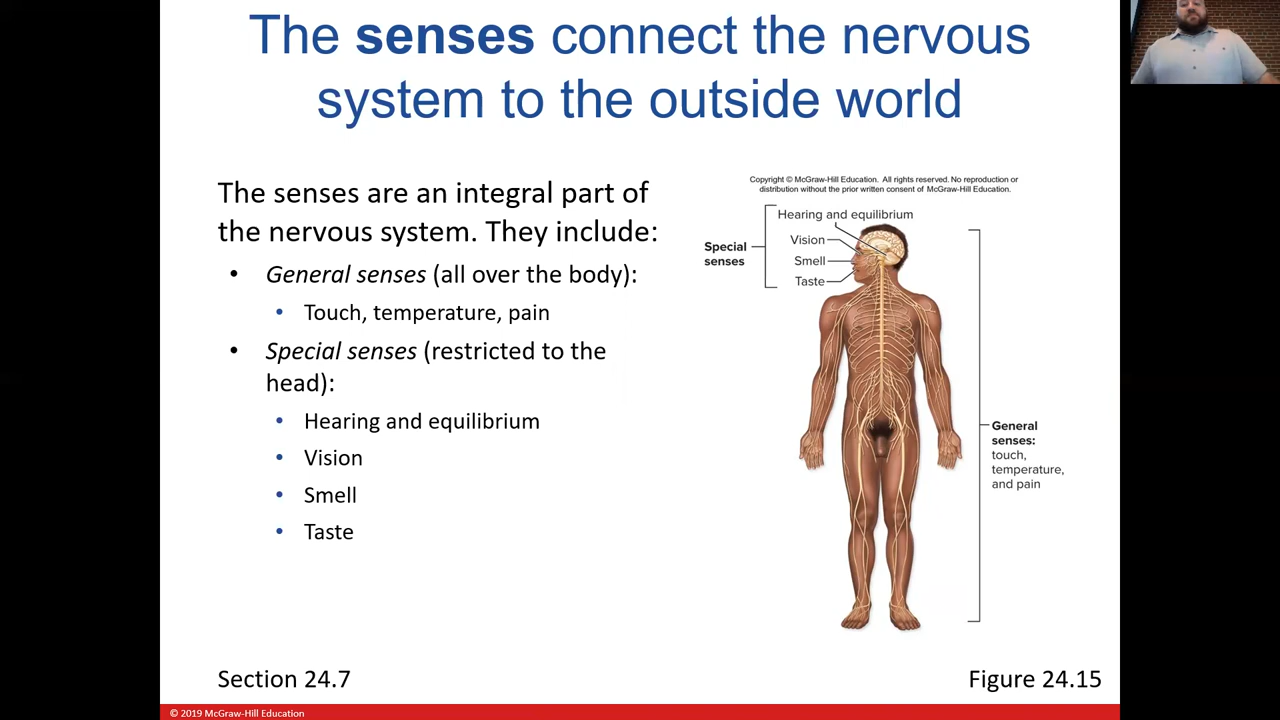 The senses connect the nervous
system to the outside world
The senses are an integral part of
the nervous system. They include:
• General senses (all over the body):
• Touch, temperature, pain
• Special senses (restricted to the
head):
• Hearing and equilibrium
• Vision
• Smell
• Taste
Copyright © McGraw-Hill Education. All rights reserved. No reproduction or
distribution without the prior written consent of McGraw-Hill Education.
Special
senses
Hearing and equilibrium
Vision
Smell
Taste
General
senses:
touch,
temperature,
and pain
Section 24.7
Figure 24.15
© 2019 McGraw-Hill Education